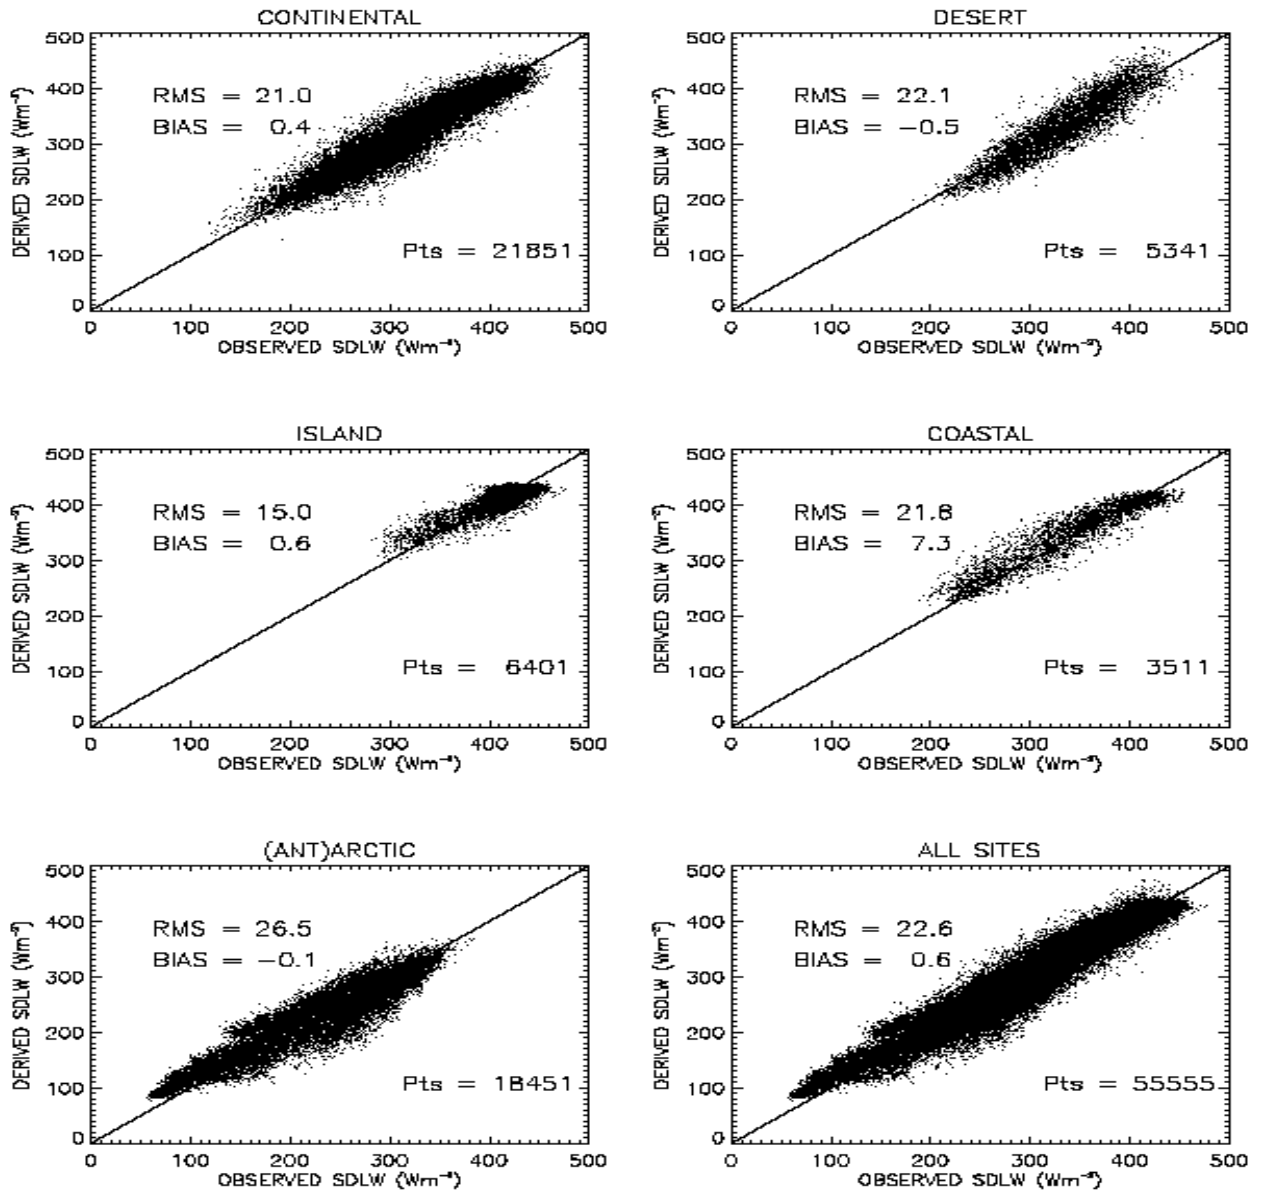 CONTINENTAL
500
400
300
200
100
0
DERIVED SDLW (Wm⁻²)
RMS = 21.0
BIAS = 0.4
Pts = 21851
0 100 200 300 400 500
OBSERVED SDLW (Wm⁻²)
DESERT
500
400
300
200
100
0
DERIVED SDLW (Wm⁻²)
RMS = 22.1
BIAS = −0.5
Pts = 5341
0 100 200 300 400 500
OBSERVED SDLW (Wm⁻²)
ISLAND
500
400
300
200
100
0
DERIVED SDLW (Wm⁻²)
RMS = 15.0
BIAS = 0.6
Pts = 6401
0 100 200 300 400 500
OBSERVED SDLW (Wm⁻²)
COASTAL
500
400
300
200
100
0
DERIVED SDLW (Wm⁻²)
RMS = 21.8
BIAS = 7.3
Pts = 3511
0 100 200 300 400 500
OBSERVED SDLW (Wm⁻²)
(ANT)ARCTIC
500
400
300
200
100
0
DERIVED SDLW (Wm⁻²)
RMS = 26.5
BIAS = −0.1
Pts = 18451
0 100 200 300 400 500
OBSERVED SDLW (Wm⁻²)
ALL SITES
500
400
300
200
100
0
DERIVED SDLW (Wm⁻²)
RMS = 22.6
BIAS = 0.6
Pts = 55555
0 100 200 300 400 500
OBSERVED SDLW (Wm⁻²)